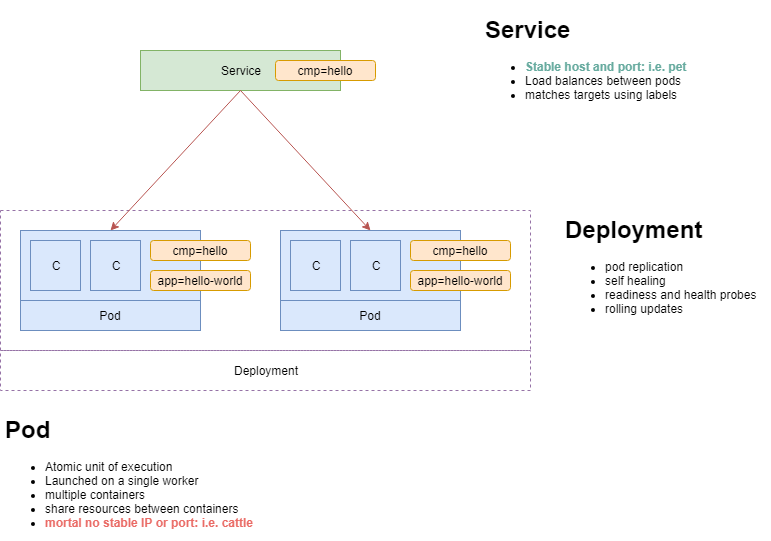 Service
Stable host and port: i.e. pet
Load balances between pods
matches targets using labels
Service
cmp=hello
Deployment
pod replication
self healing
readiness and health probes
rolling updates
C
C
cmp=hello
app=hello-world
Pod
C
C
cmp=hello
app=hello-world
Pod
Deployment
Pod
Atomic unit of execution
Launched on a single worker
multiple containers
share resources between containers
mortal no stable IP or port: i.e. cattle